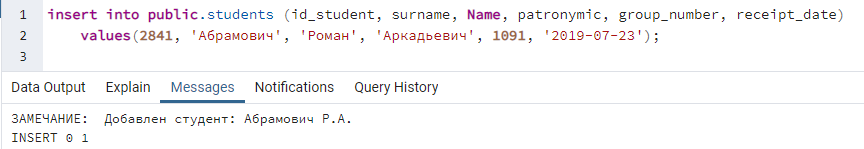 1 insert into public.students (id_student, surname, Name, patronymic, group_number, receipt_date)
2 values(2841, 'Абрамович', 'Роман', 'Аркадьевич', 1091, '2019-07-23');
3
Data Output Explain Messages Notifications Query History
ЗАМЕЧАНИЕ: Добавлен студент: Абрамович Р.А.
INSERT 0 1